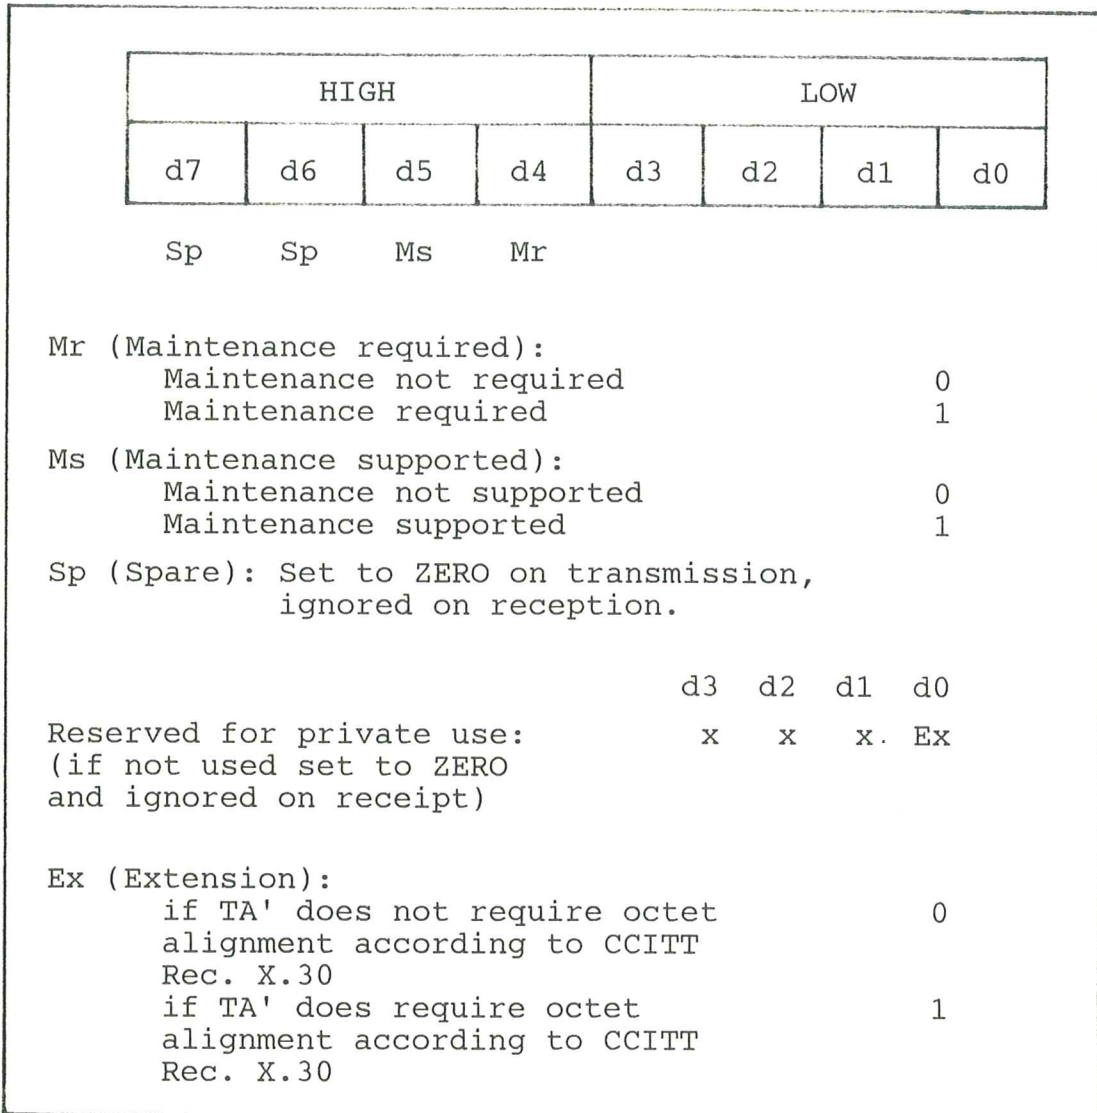 HIGH LOW
d7 d6 d5 d4 d3 d2 d1 d0
Sp Sp Ms Mr
Mr (Maintenance required):
Maintenance not required 0
Maintenance required 1
Ms (Maintenance supported):
Maintenance not supported 0
Maintenance supported 1
Sp (Spare): Set to ZERO on transmission,
ignored on reception.
d3 d2 d1 d0
Reserved for private use: x x x. Ex
(if not used set to ZERO
and ignored on receipt)
Ex (Extension):
if TA' does not require octet 0
alignment according to CCITT
Rec. X.30
if TA' does require octet 1
alignment according to CCITT
Rec. X.30